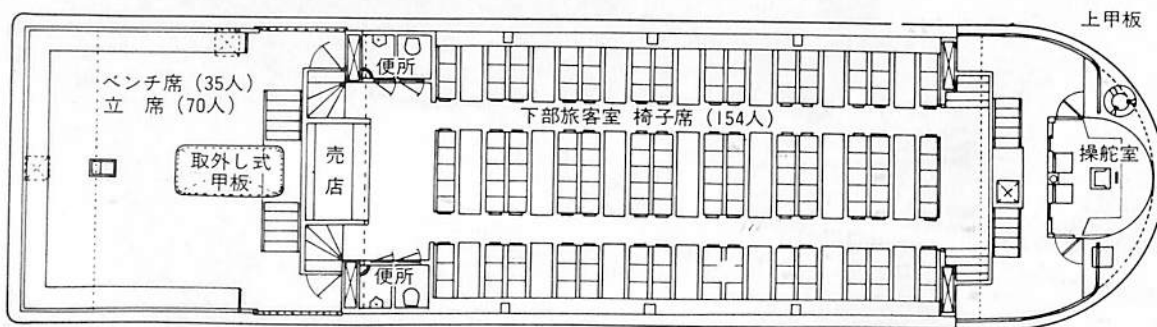 上甲板
便所
ベンチ席 (35人)
立　席 (70人)
下部旅客室 椅子席 (154人)
取外し式
甲板
売
店
操舵室
便所